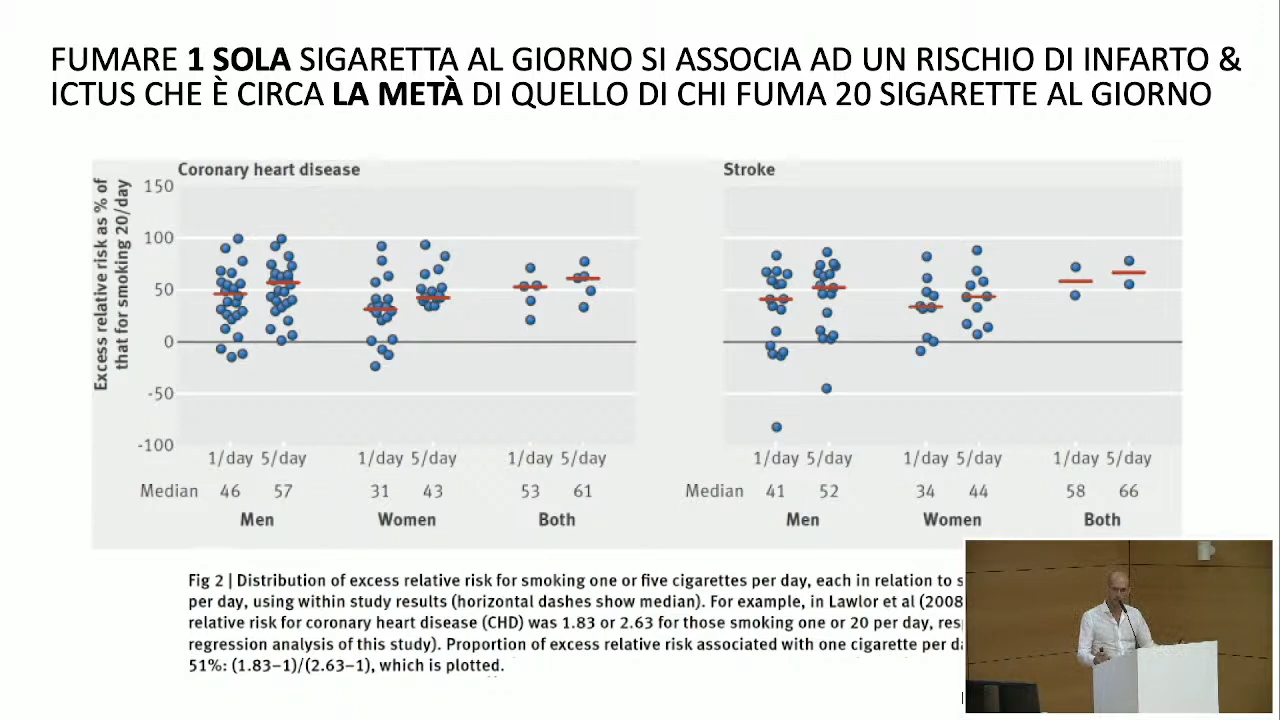 FUMARE 1 SOLA SIGARETTA AL GIORNO SI ASSOCIA AD UN RISCHIO DI INFARTO &
ICTUS CHE È CIRCA LA METÀ DI QUELLO DI CHI FUMA 20 SIGARETTE AL GIORNO
Excess relative risk as % of
that for smoking 20/day
Coronary heart disease
150
100
50
0
-50
-100
1/day 5/day 1/day 5/day 1/day 5/day
Median 46 57 31 43 53 61
Men Women Both
Stroke
1/day 5/day 1/day 5/day 1/day 5/day
Median 41 52 34 44 58 66
Men Women Both
Fig 2 | Distribution of excess relative risk for smoking one or five cigarettes per day, each in relation to
per day, using within study results (horizontal dashes show median). For example, in Lawlor et al (2008
relative risk for coronary heart disease (CHD) was 1.83 or 2.63 for those smoking one or 20 per day,
regression analysis of this study). Proportion of excess relative risk associated with one cigarette per
51%: (1.83–1)/(2.63–1), which is plotted.